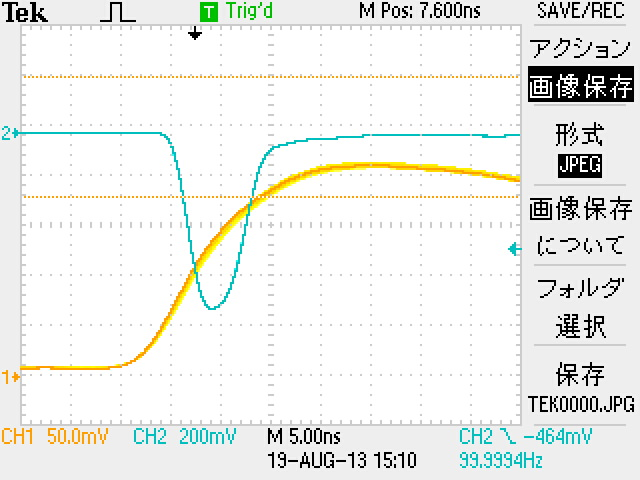 Tek T Trig'd M Pos: 7.600ns SAVE/REC
アクション
画像保存
形式
JPEG
画像保存
について
フォルダ
選択
保存
TEK0000.JPG
2
1
CH1 50.0mV CH2 200mV M 5.00ns CH2 -464mV
19-AUG-13 15:10 99.9994Hz